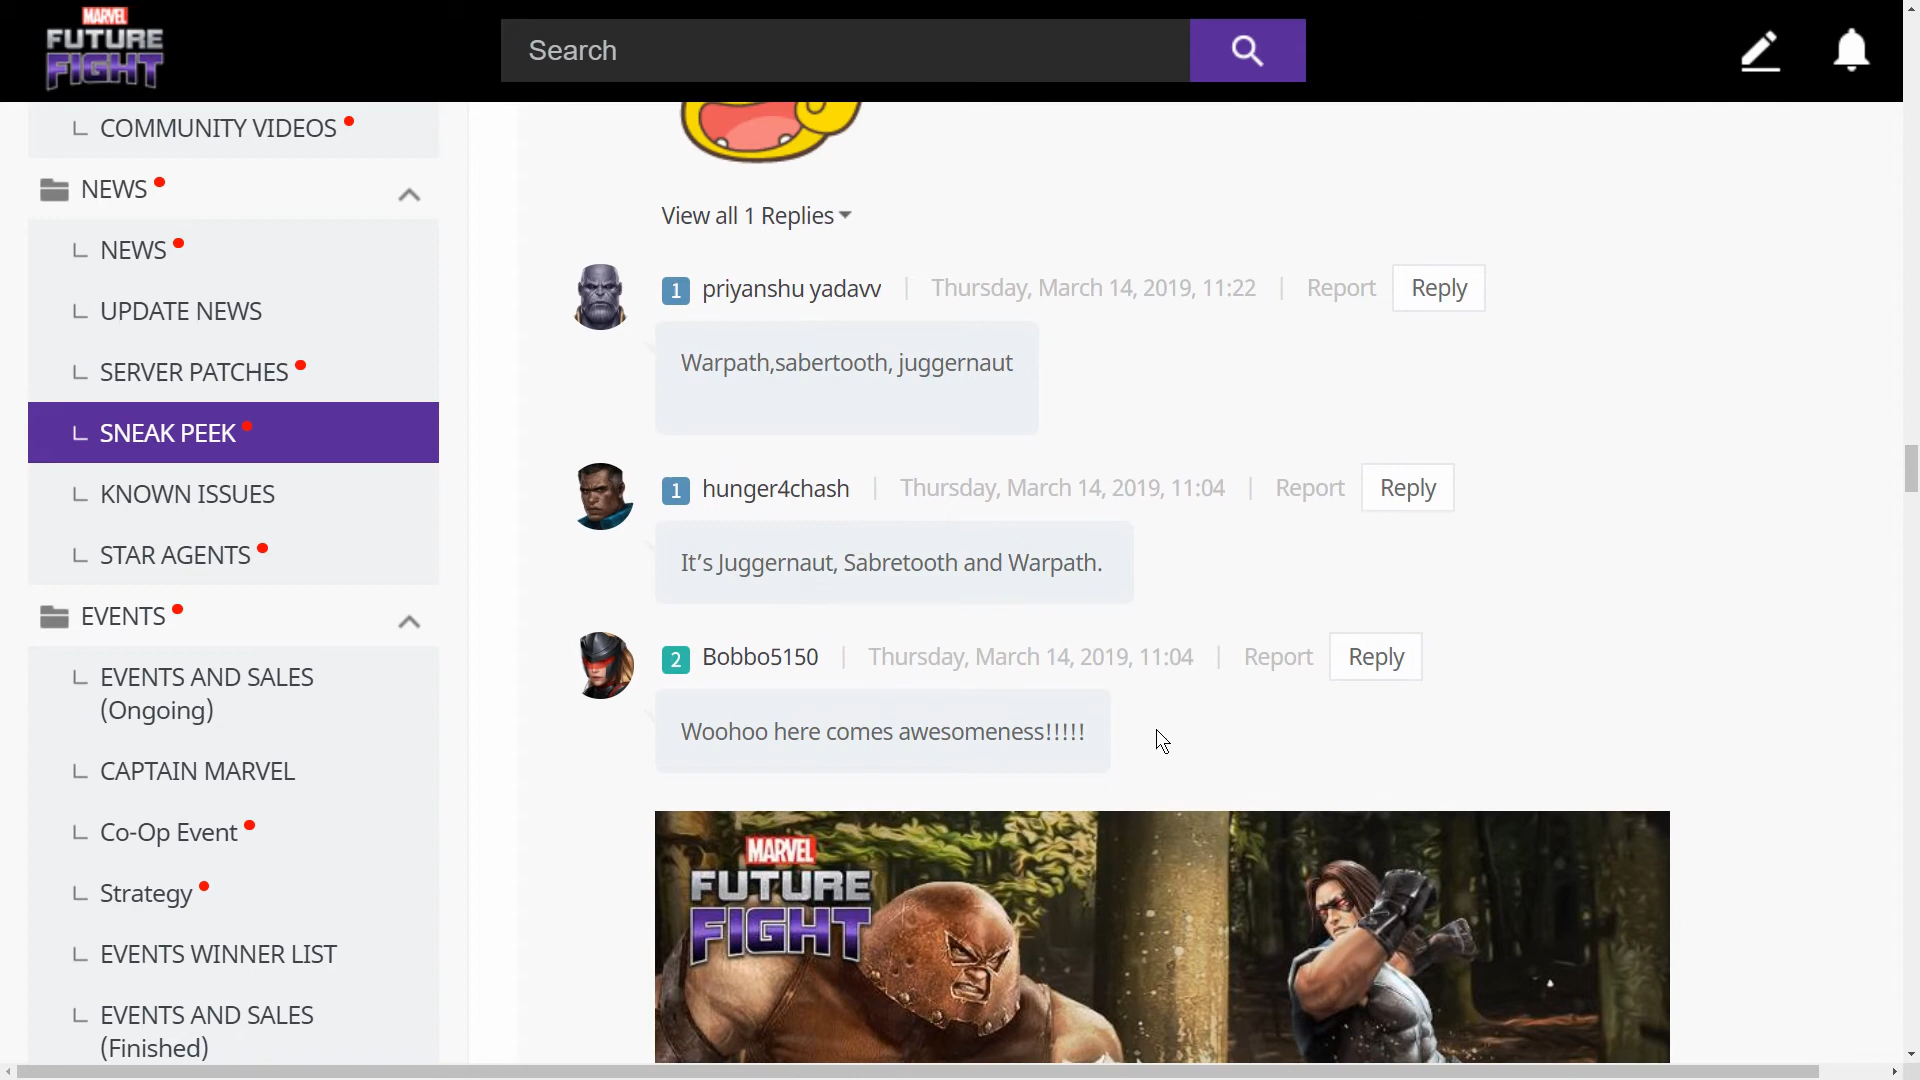 MARVEL
FUTURE
FIGHT
Search
COMMUNITY VIDEOS
NEWS
NEWS
UPDATE NEWS
SERVER PATCHES
SNEAK PEEK
KNOWN ISSUES
STAR AGENTS
EVENTS
EVENTS AND SALES
(Ongoing)
CAPTAIN MARVEL
Co-Op Event
Strategy
EVENTS WINNER LIST
EVENTS AND SALES
(Finished)
View all 1 Replies
1 priyanshu yadavv | Thursday, March 14, 2019, 11:22 | Report Reply
Warpath,sabertooth, juggernaut
1 hunger4chash | Thursday, March 14, 2019, 11:04 | Report Reply
It's Juggernaut, Sabretooth and Warpath.
2 Bobbo5150 | Thursday, March 14, 2019, 11:04 | Report Reply
Woohoo here comes awesomeness!!!!!
MARVEL
FUTURE
FIGHT